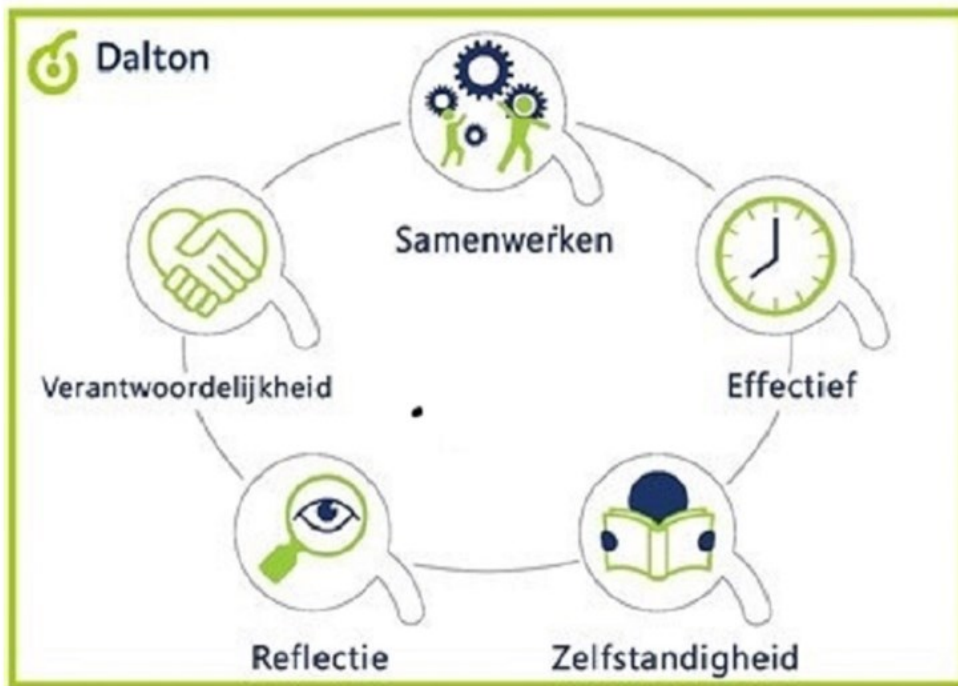 Dalton
Samenwerken
Verantwoordelijkheid
Effectief
Reflectie
Zelfstandigheid